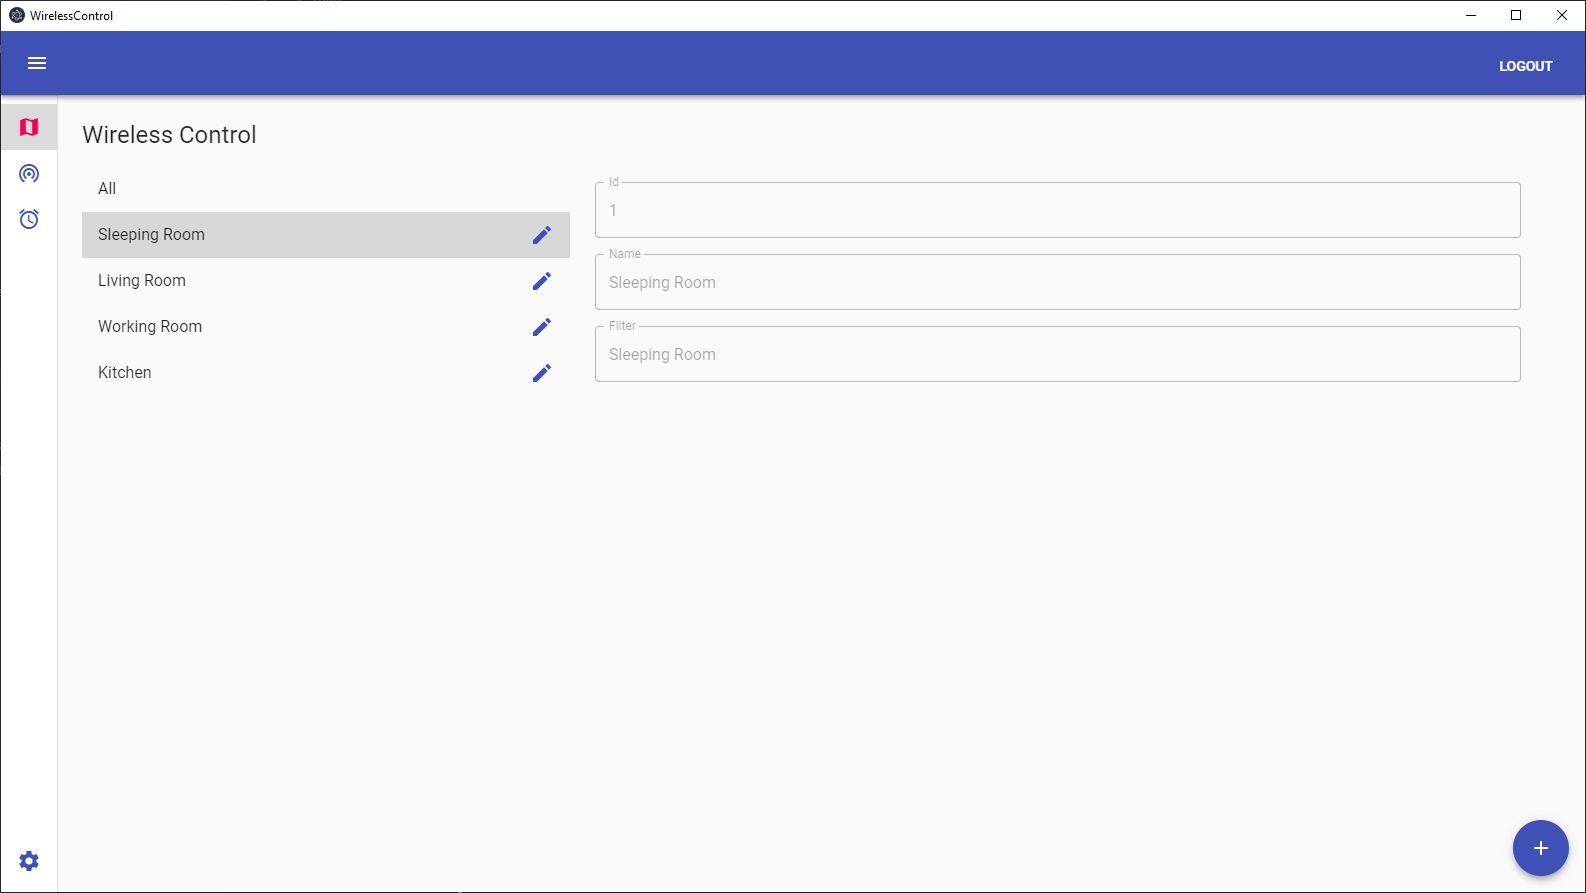 WirelessControl
LOGOUT
Wireless Control
All
Sleeping Room
Living Room
Working Room
Kitchen
Id
1
Name
Sleeping Room
Filter
Sleeping Room